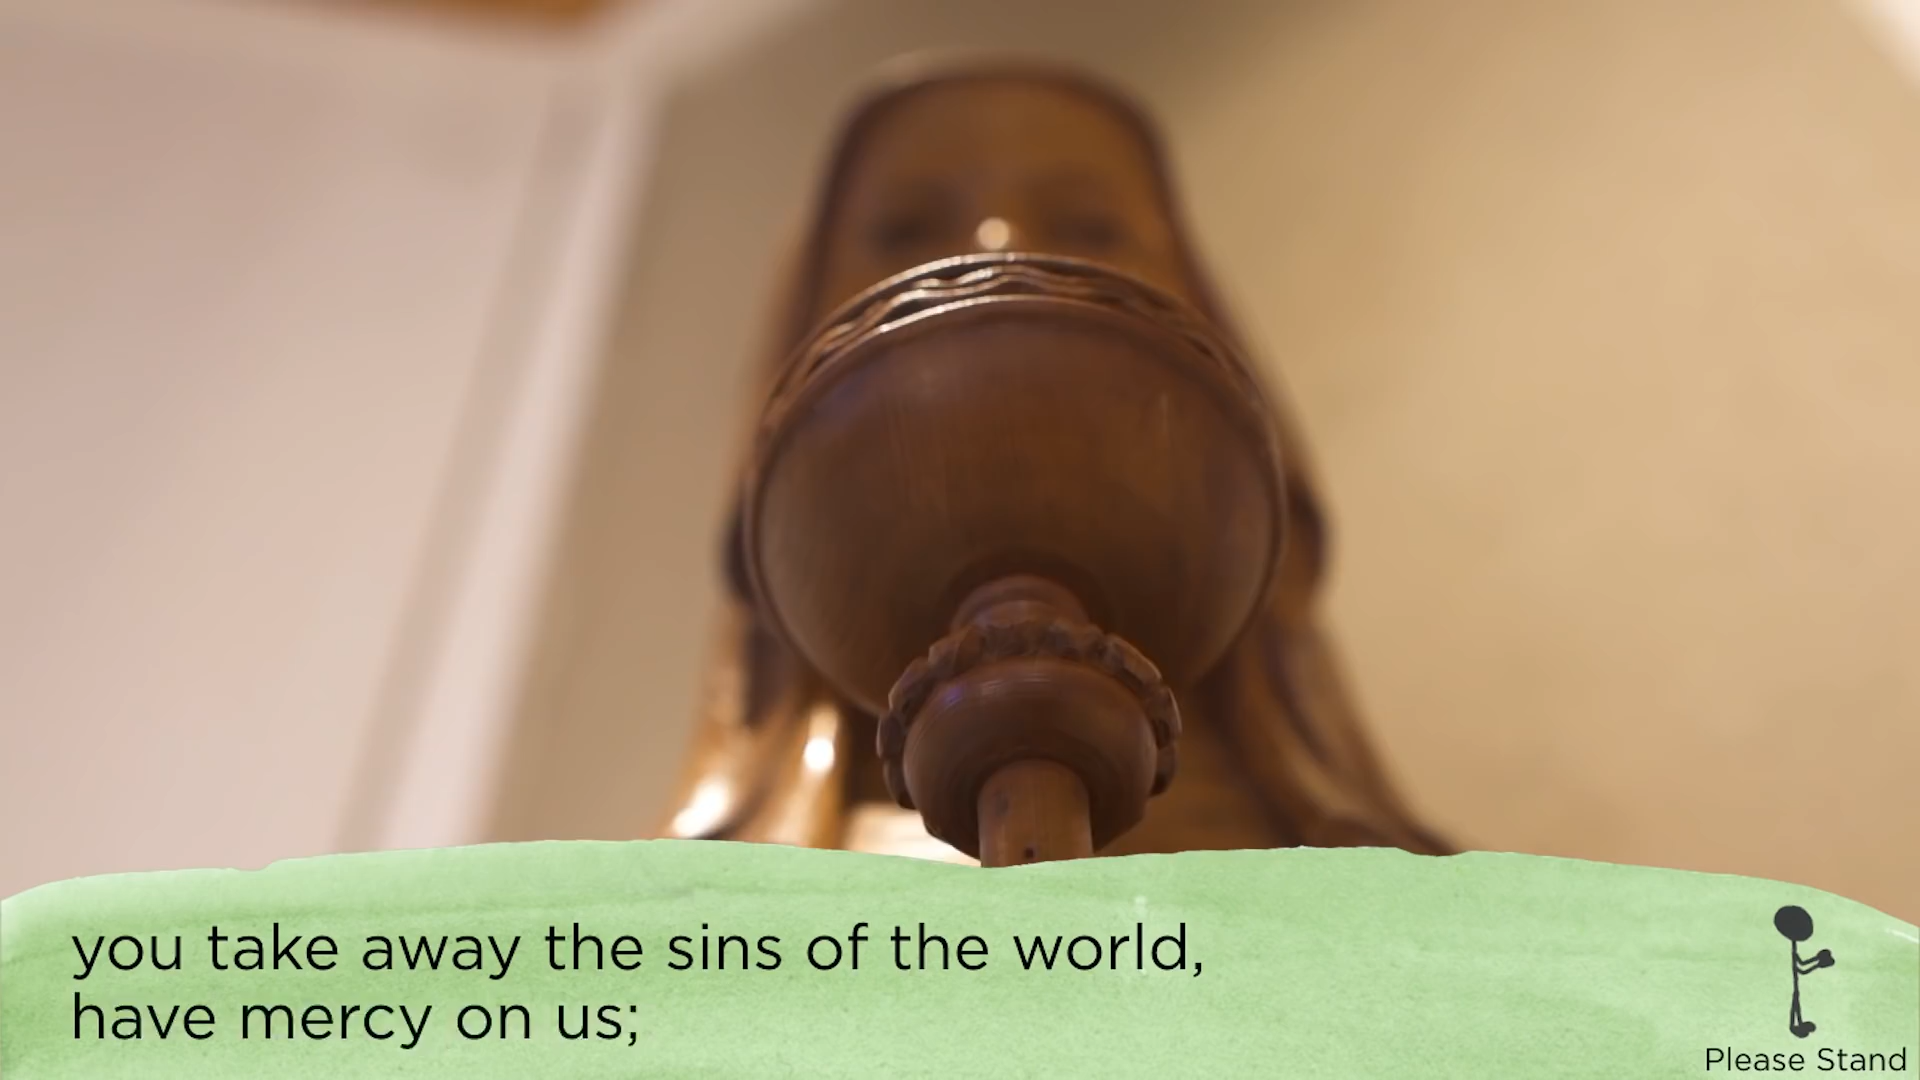 you take away the sins of the world,
have mercy on us;
Please Stand